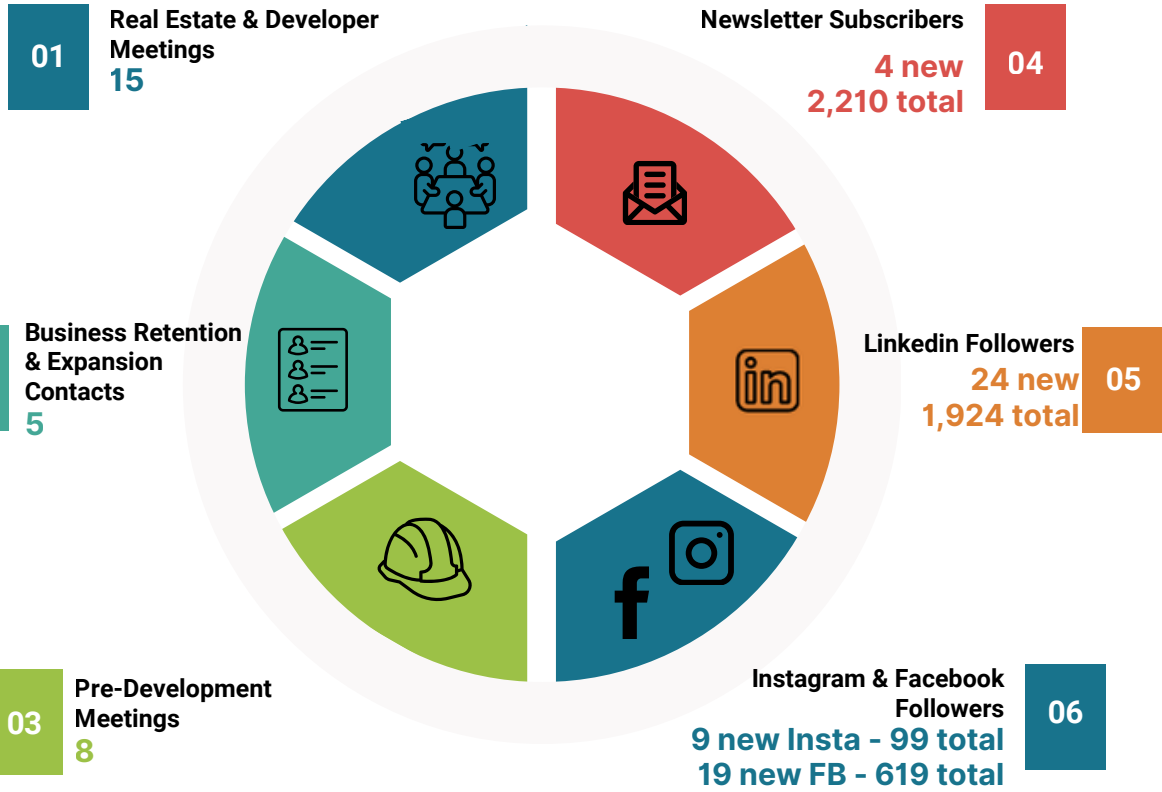 01
Real Estate & Developer
Meetings
15
Business Retention
& Expansion
Contacts
5
03
Pre-Development
Meetings
8
Newsletter Subscribers
4 new
2,210 total
04
Linkedin Followers
24 new
1,924 total
05
Instagram & Facebook
Followers
9 new Insta - 99 total
19 new FB - 619 total
06
in
f